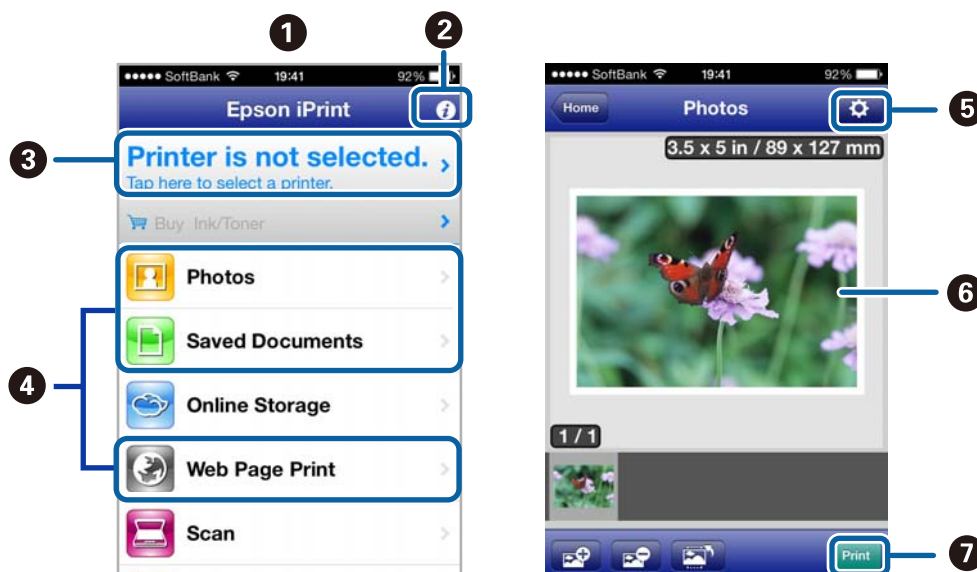 1
2
SoftBank 19:41 92%
Epson iPrint
3
Printer is not selected.
Tap here to select a printer.
Buy Ink/Toner
Photos
Saved Documents
4
Online Storage
Web Page Print
Scan
SoftBank 19:41 92%
Home Photos
5
3.5 x 5 in / 89 x 127 mm
6
1/1
Print
7